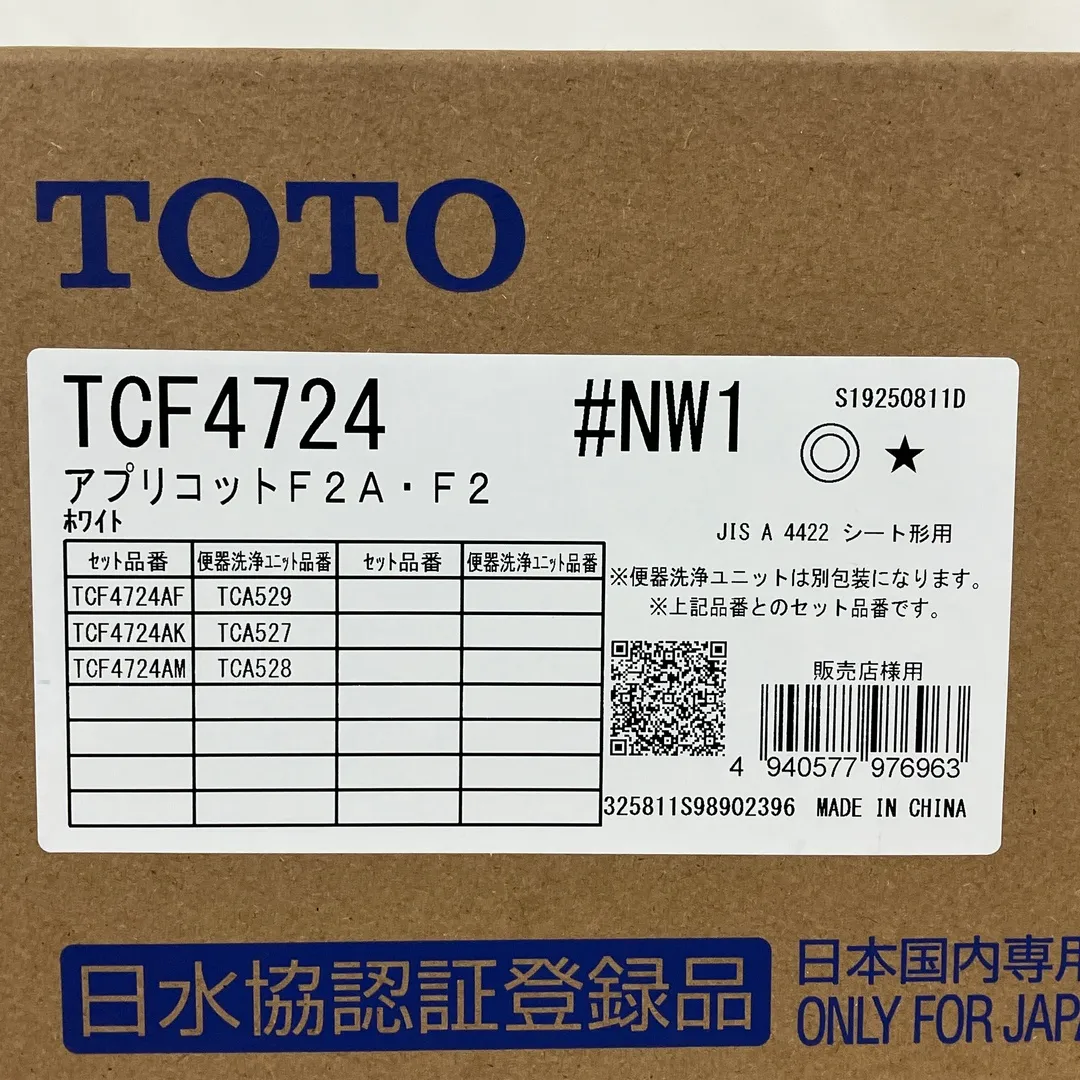 TOTO
TCF4724 #NW1 S19250811D
アプリコットF2A・F2
ホワイト
JIS A 4422 シート形用
セット品番 便器洗浄ユニット品番 セット品番 便器洗浄ユニット品番
TCF4724AF TCA529
TCF4724AK TCA527
TCF4724AM TCA528
※便器洗浄ユニットは別包装になります。
※上記品番とのセット品番です。
販売店様用
4 940577 976963
325811S98902396 MADE IN CHINA
日水協認証登録品
日本国内専用
ONLY FOR JAPA